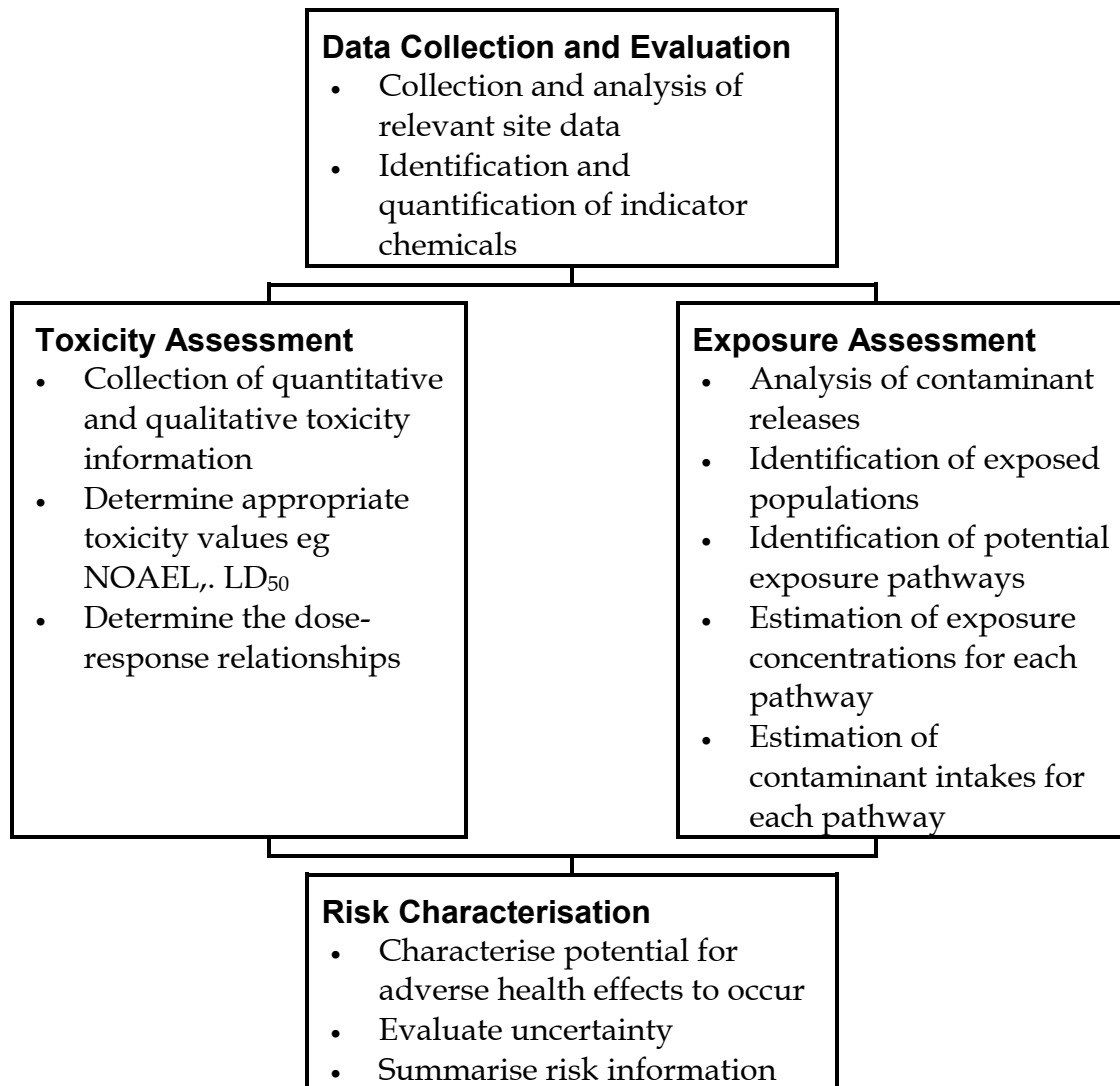 Data Collection and Evaluation
• Collection and analysis of
relevant site data
• Identification and
quantification of indicator
chemicals
Toxicity Assessment
• Collection of quantitative
and qualitative toxicity
information
• Determine appropriate
toxicity values eg
NOAEL,. LD₅₀
• Determine the dose-
response relationships
Exposure Assessment
• Analysis of contaminant
releases
• Identification of exposed
populations
• Identification of potential
exposure pathways
• Estimation of exposure
concentrations for each
pathway
• Estimation of
contaminant intakes for
each pathway
Risk Characterisation
• Characterise potential for
adverse health effects to occur
• Evaluate uncertainty
• Summarise risk information